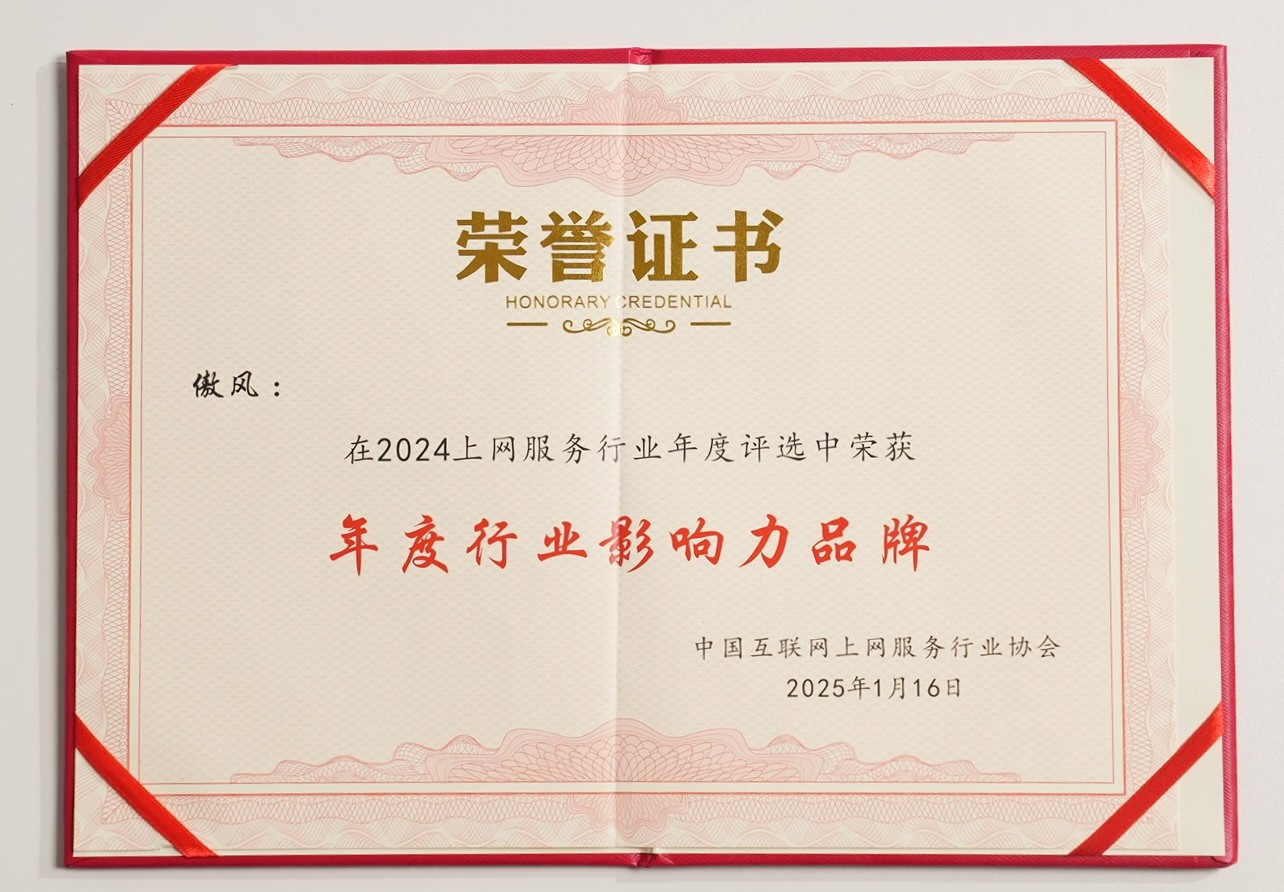 荣誉证书
HONORARY CREDENTIAL
傲风：
在2024上网服务行业年度评选中荣获
年度行业影响力品牌
中国互联网上网服务行业协会
2025年1月16日